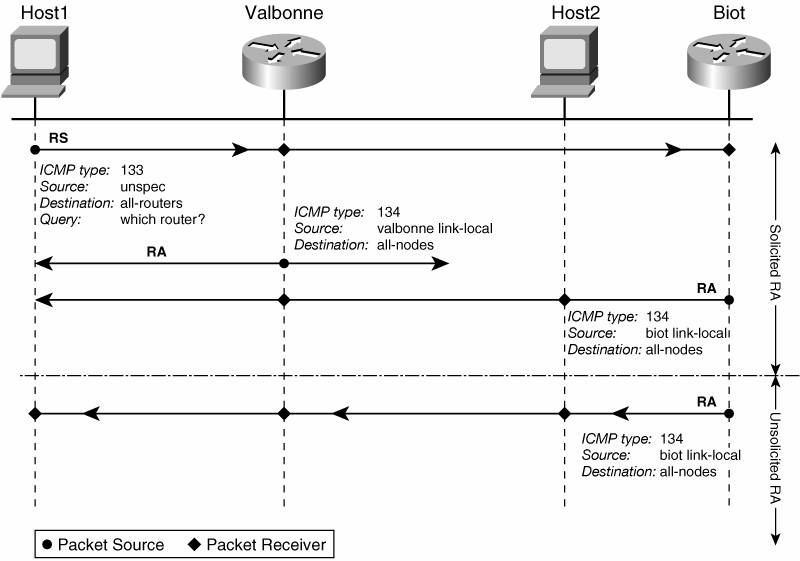 Host1
Valbonne
Host2
Biot
RS
ICMP type: 133
Source: unspec
Destination: all-routers
Query: which router?
ICMP type: 134
Source: valbonne link-local
Destination: all-nodes
RA
RA
ICMP type: 134
Source: biot link-local
Destination: all-nodes
Solicited RA
RA
ICMP type: 134
Source: biot link-local
Destination: all-nodes
Unsolicited RA
Packet Source Packet Receiver